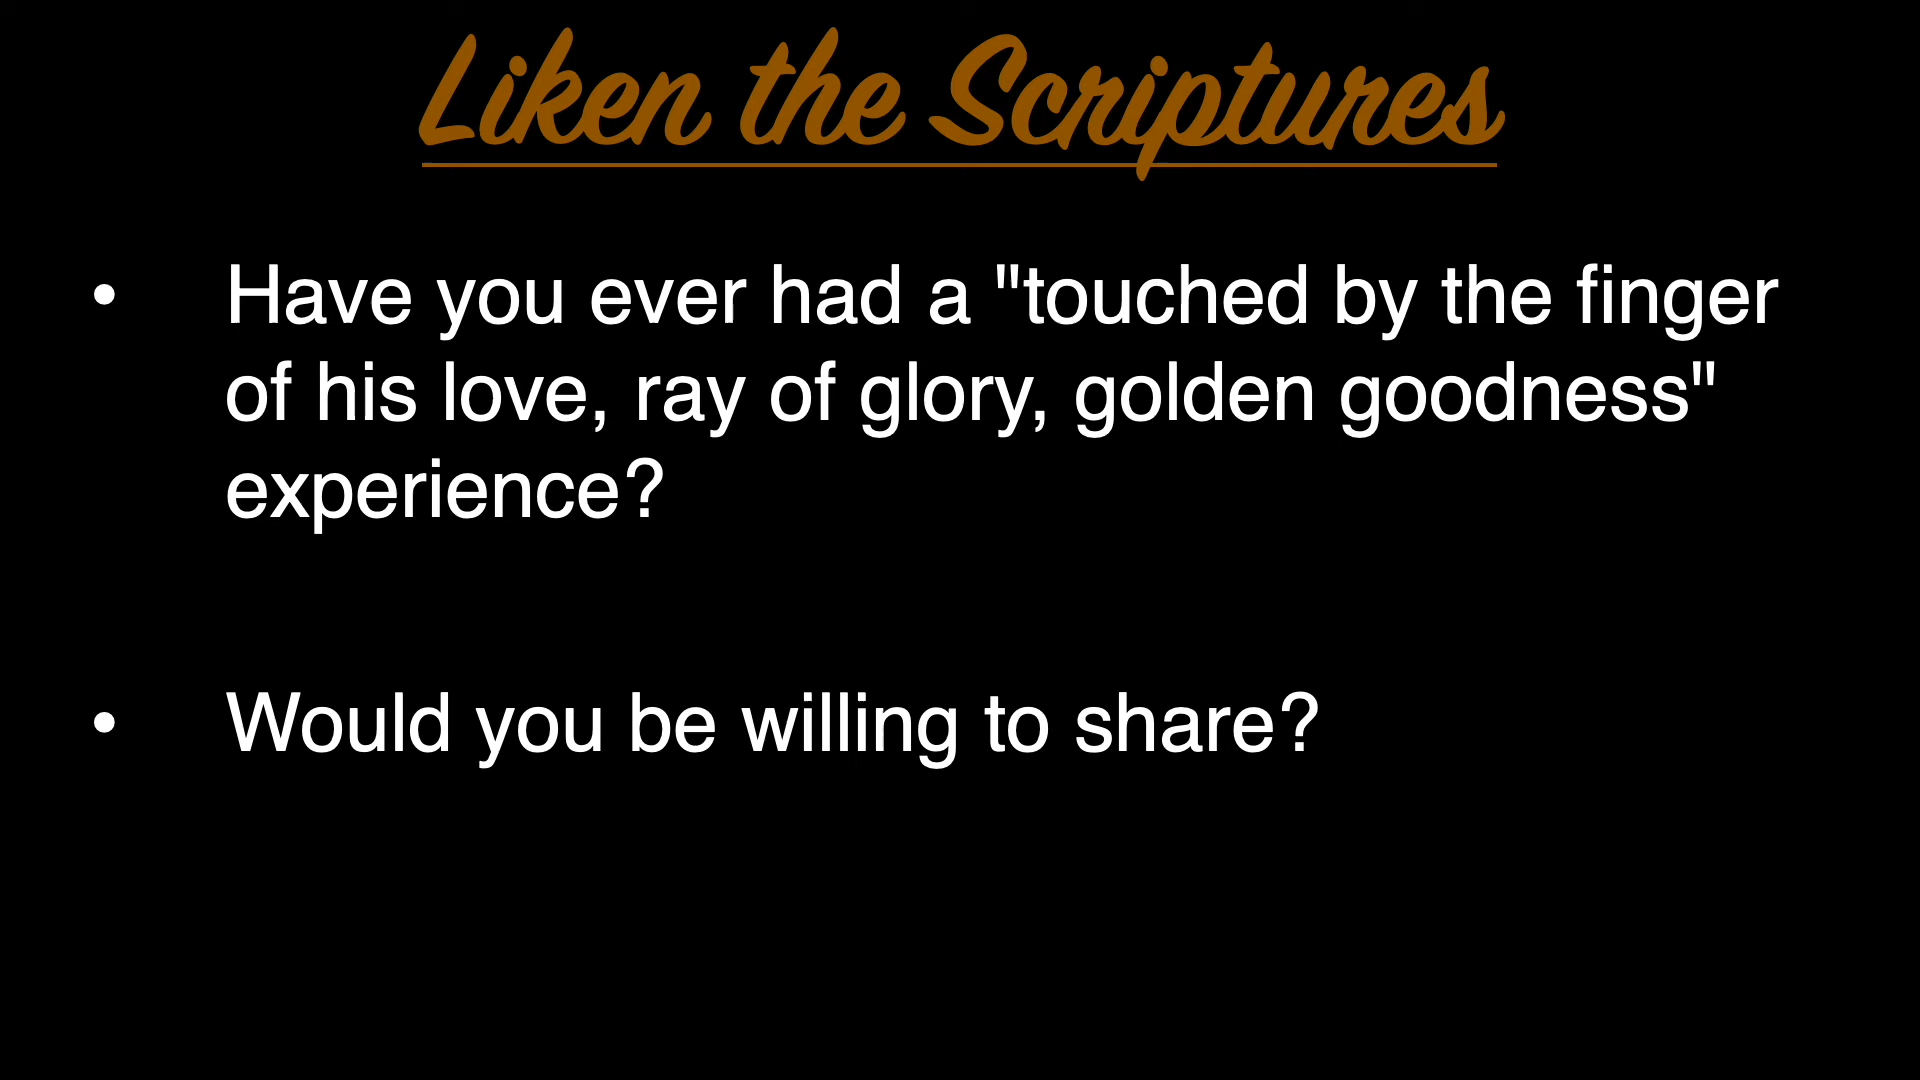 Liken the Scriptures
• Have you ever had a "touched by the finger
of his love, ray of glory, golden goodness"
experience?
• Would you be willing to share?